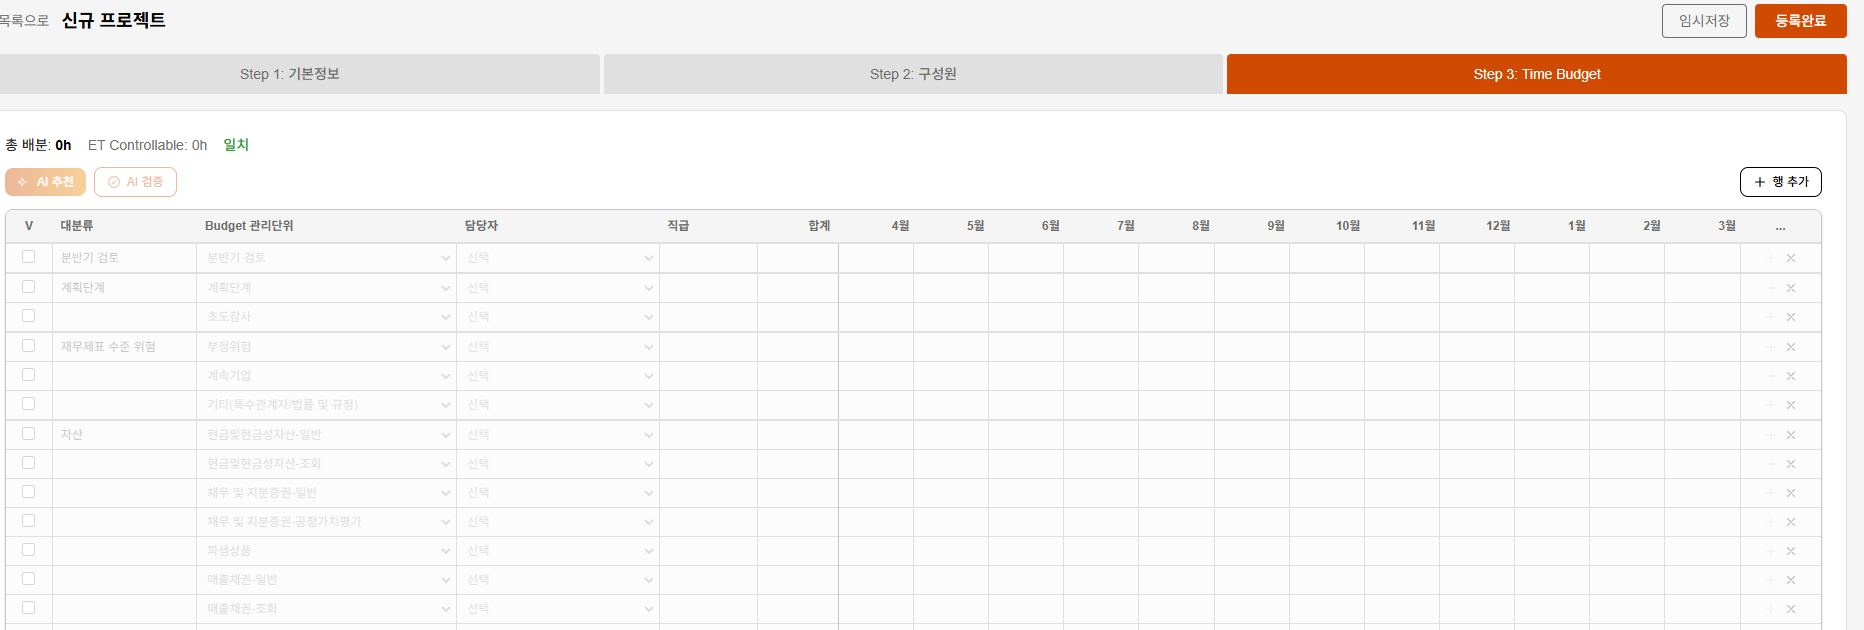 목록으로 신규 프로젝트 임시저장 등록완료
Step 1: 기본정보 Step 2: 구성원 Step 3: Time Budget
총 배분: 0h ET Controllable: 0h 일치
AI 추천 AI 검증 + 행 추가
V 대분류 Budget 관리단위 담당자 직급 합계 4월 5월 6월 7월 8월 9월 10월 11월 12월 1월 2월 3월 ...
분반기 검토 분반기 검토 선택
계획단계 계획단계 선택
초도감사 선택
재무제표 수준 위험 부정위험 선택
계속기업 선택
기타(특수관계자/법률 및 규정) 선택
자산 현금및현금성자산-일반 선택
현금및현금성자산-조회 선택
채무 및 지분증권-일반 선택
채무 및 지분증권-공정가치평가 선택
파생상품 선택
매출채권-일반 선택
매출채권-조회 선택